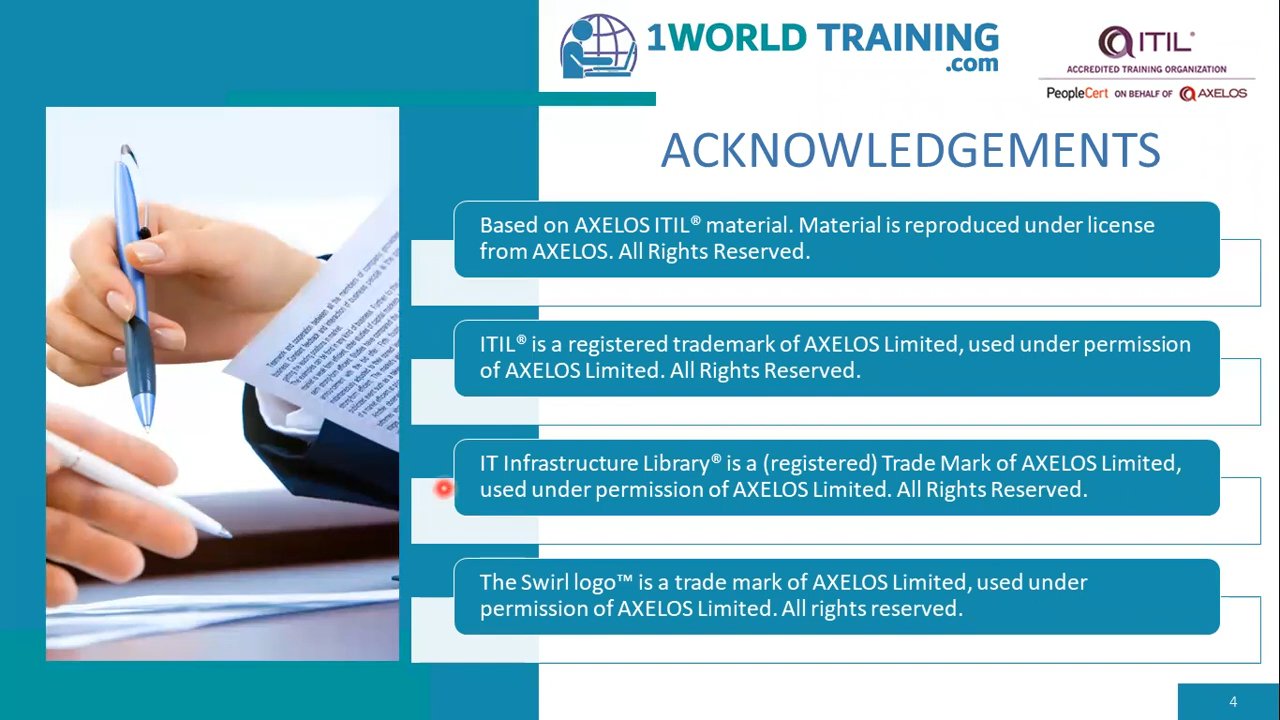 1WORLD TRAINING
.com
ITIL®
ACCREDITED TRAINING ORGANIZATION
PeopleCert ON BEHALF OF AXELOS
ACKNOWLEDGEMENTS
Based on AXELOS ITIL® material. Material is reproduced under license
from AXELOS. All Rights Reserved.
ITIL® is a registered trademark of AXELOS Limited, used under permission
of AXELOS Limited. All Rights Reserved.
IT Infrastructure Library® is a (registered) Trade Mark of AXELOS Limited,
used under permission of AXELOS Limited. All Rights Reserved.
The Swirl logo™ is a trade mark of AXELOS Limited, used under
permission of AXELOS Limited. All rights reserved.
4